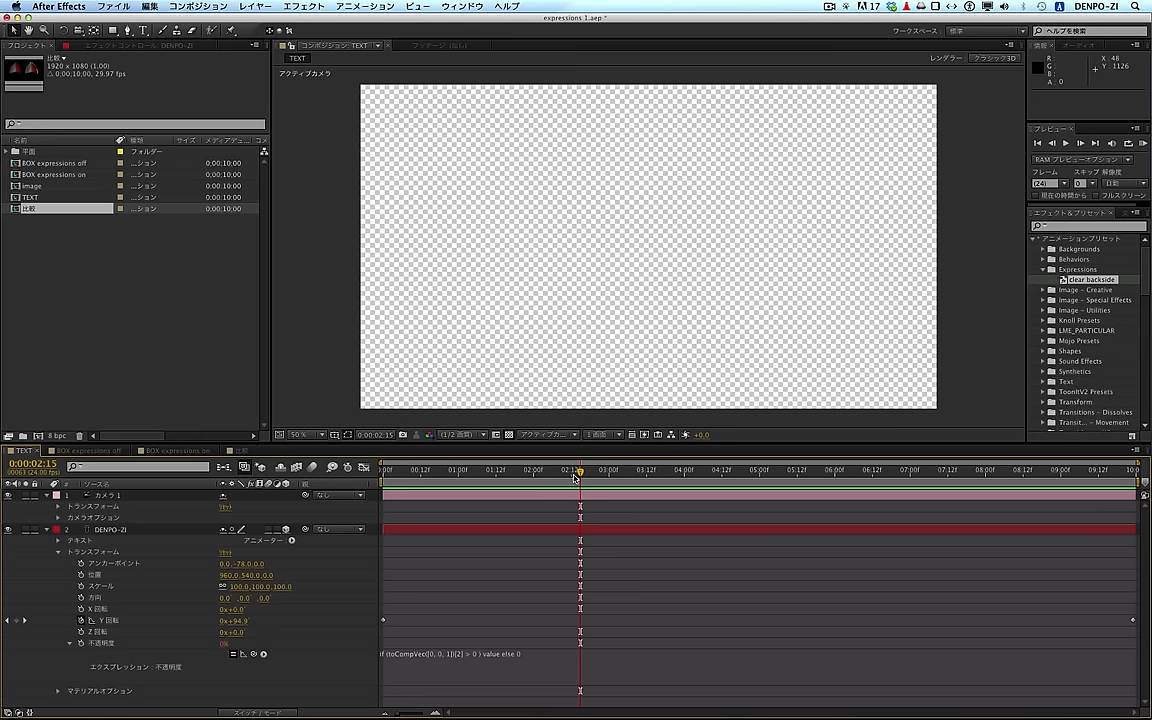 After Effects ファイル 編集 コンポジション レイヤー エフェクト アニメーション ビュー ウィンドウ ヘルプ 17 DENPO-ZI
expressions 1.aep *
ワークスペース: 標準 ヘルプを検索
プロジェクト × エフェクトコントロール: DENPO-ZI
コンポジション: TEXT フッテージ (なし)
情報 × オーディオ
比較▼
1920 x 1080 (1.00)
△ 0;00;10;00, 29.97 fps
TEXT
レンダラー: クラシック3D
アクティブカメラ
R :
G :
B :
A : 0
X : 48
Y : 1126
名前 種類 サイズ メディアデュ... コメ
平面 フォルダー
BOX expressions off ...ション 0;00;10;00
BOX expressions on ...ション 0;00;10;00
image ...ション 0;00;10;00
TEXT ...ション 0;00;10;00
比較 ...ション 0;00;10;00
プレビュー ×
RAM プレビューオプション
フレーム スキップ 解像度
(24) 0 自動
現在の時間から フルスクリーン
エフェクト&プリセット ×
* アニメーションプリセット
Backgrounds
Behaviors
Expressions
clear backside
Image – Creative
Image – Special Effects
Image – Utilities
Knoll Presets
LME_PARTICULAR
Mojo Presets
Shapes
Sound Effects
Synthetics
Text
ToonItV2 Presets
Transform
Transitions – Dissolves
Transit... – Movement
8 bpc
50 % 0:00:02:15 (1/2 画質) アクティブカ... 1 画面 +0.0
TEXT × BOX expressions off BOX expressions on 比較
0:00:02:15
00063 (24.00 fps)
:00f 00:12f 01:00f 01:12f 02:00f 02:12f 03:00f 03:12f 04:00f 04:12f 05:00f 05:12f 06:00f 06:12f 07:00f 07:12f 08:00f 08:12f 09:00f 09:12f 10:0
# ソース名 親
1 カメラ 1 なし
トランスフォーム リセット
カメラオプション
2 T DENPO-ZI なし
テキスト アニメーター:
トランスフォーム リセット
アンカーポイント 0.0,-78.0,0.0
位置 960.0,540.0,0.0
スケール 100.0,100.0,100.0
方向 0.0°,0.0°,0.0°
X 回転 0x+0.0°
Y 回転 0x+94.9°
Z 回転 0x+0.0°
不透明度 0%
if (toCompVec([0, 0, 1])[2] > 0 ) value else 0
エクスプレッション : 不透明度
マテリアルオプション
スイッチ / モード